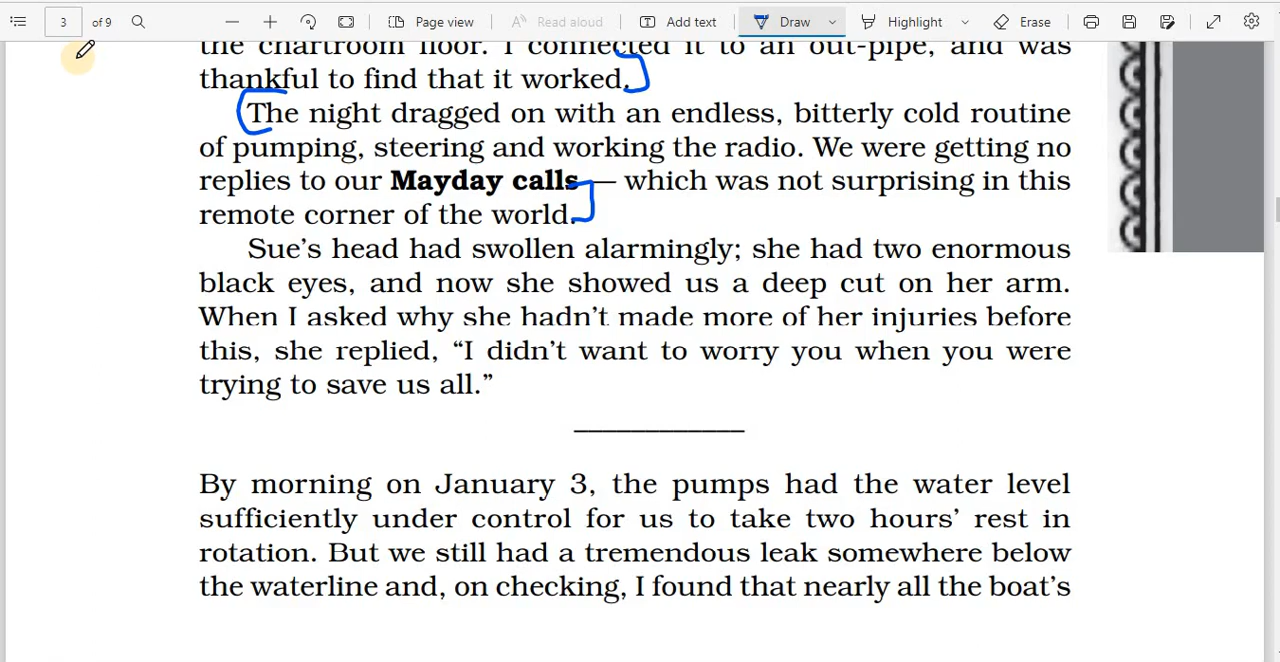 3 of 9 Page view Read aloud Add text Draw Highlight Erase
the chartroom floor. I connected it to an out-pipe, and was
thankful to find that it worked.
The night dragged on with an endless, bitterly cold routine
of pumping, steering and working the radio. We were getting no
replies to our Mayday calls — which was not surprising in this
remote corner of the world.
Sue's head had swollen alarmingly; she had two enormous
black eyes, and now she showed us a deep cut on her arm.
When I asked why she hadn't made more of her injuries before
this, she replied, “I didn't want to worry you when you were
trying to save us all.”
By morning on January 3, the pumps had the water level
sufficiently under control for us to take two hours' rest in
rotation. But we still had a tremendous leak somewhere below
the waterline and, on checking, I found that nearly all the boat's